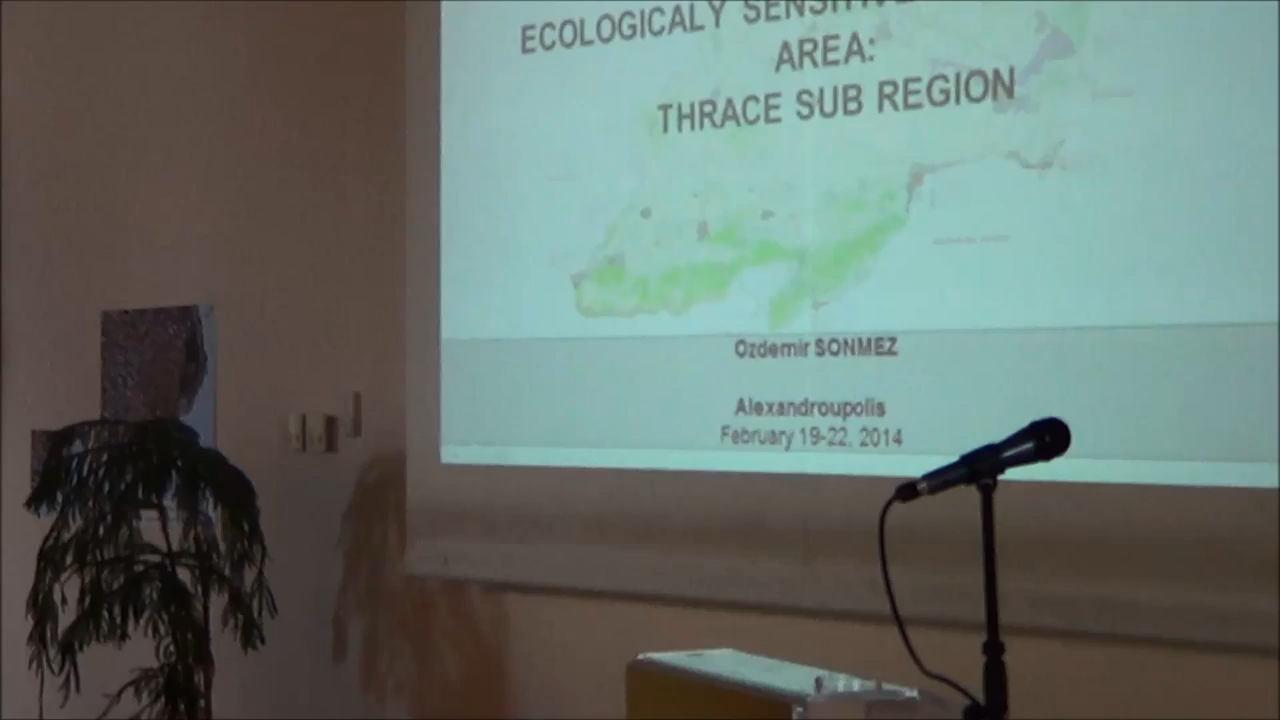 ECOLOGICALY
AREA:
THRACE SUB REGION
Ozdemir SONMEZ
Alexandroupolis
February 19-22, 2014